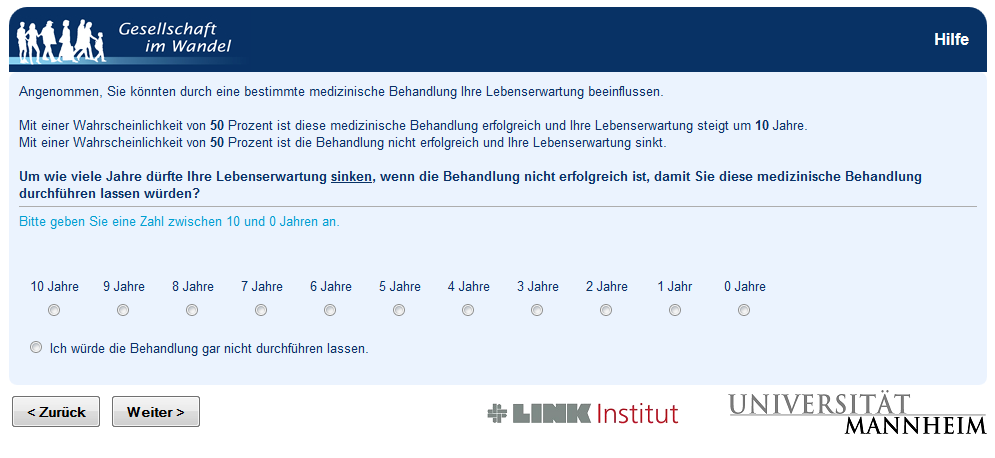 Gesellschaft
im Wandel
Hilfe
Angenommen, Sie könnten durch eine bestimmte medizinische Behandlung Ihre Lebenserwartung beeinflussen.
Mit einer Wahrscheinlichkeit von 50 Prozent ist diese medizinische Behandlung erfolgreich und Ihre Lebenserwartung steigt um 10 Jahre.
Mit einer Wahrscheinlichkeit von 50 Prozent ist die Behandlung nicht erfolgreich und Ihre Lebenserwartung sinkt.
Um wie viele Jahre dürfte Ihre Lebenserwartung sinken, wenn die Behandlung nicht erfolgreich ist, damit Sie diese medizinische Behandlung
durchführen lassen würden?
Bitte geben Sie eine Zahl zwischen 10 und 0 Jahren an.
10 Jahre 9 Jahre 8 Jahre 7 Jahre 6 Jahre 5 Jahre 4 Jahre 3 Jahre 2 Jahre 1 Jahr 0 Jahre
Ich würde die Behandlung gar nicht durchführen lassen.
< Zurück Weiter > LINK Institut UNIVERSITÄT
MANNHEIM